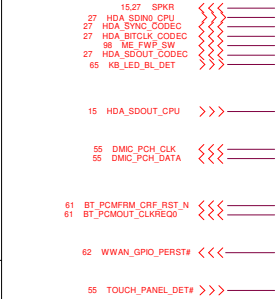 15,27 SPKR
27 HDA_SDIN0_CPU
27 HDA_SYNC_CODEC
27 HDA_BITCLK_CODEC
98 ME_FWP_SW
27 HDA_SDOUT_CODEC
65 KB_LED_BL_DET
15 HDA_SDOUT_CPU
55 DMIC_PCH_CLK
55 DMIC_PCH_DATA
61 BT_PCMFRM_CRF_RST_N
61 BT_PCMOUT_CLKREQ0
62 WWAN_GPIO_PERST#
55 TOUCH_PANEL_DET#